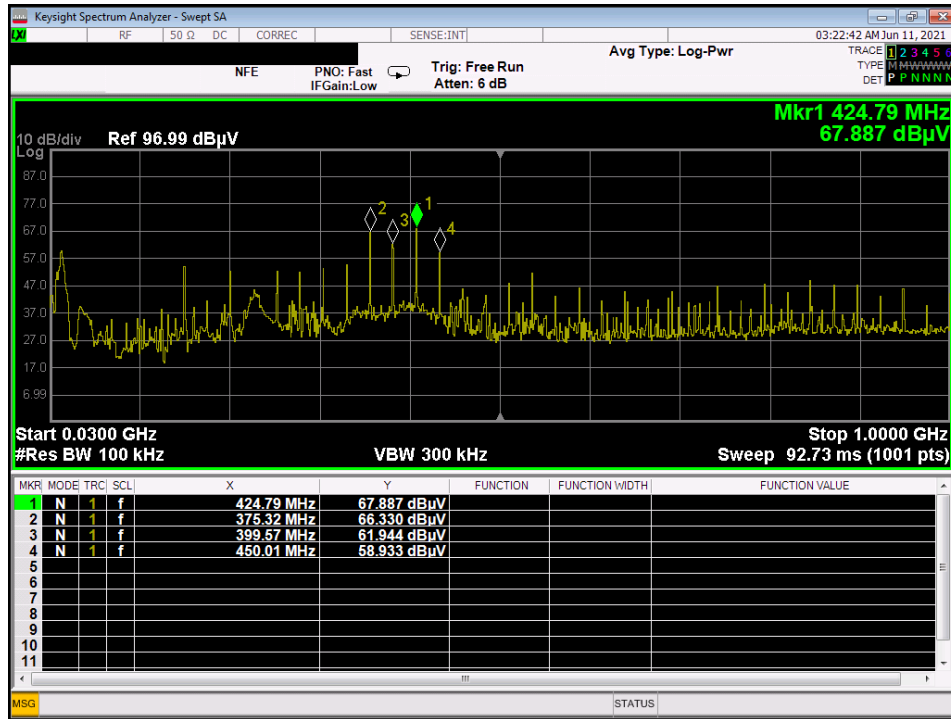 Keysight Spectrum Analyzer - Swept SA
LXI RF 50 Ω DC CORREC SENSE:INT 03:22:42 AM Jun 11, 2021
Avg Type: Log-Pwr TRACE 1 2 3 4 5 6
NFE PNO: Fast Trig: Free Run TYPE M M W W W W
IFGain:Low Atten: 6 dB DET P P N N N N
Mkr1 424.79 MHz
10 dB/div Ref 96.99 dBµV 67.887 dBµV
Log
87.0
77.0
67.0
57.0
47.0
37.0
27.0
17.0
6.99
2 3 1 4
Start 0.0300 GHz Stop 1.0000 GHz
#Res BW 100 kHz VBW 300 kHz Sweep 92.73 ms (1001 pts)
MKR MODE TRC SCL X Y FUNCTION FUNCTION WIDTH FUNCTION VALUE
1 N 1 f 424.79 MHz 67.887 dBµV
2 N 1 f 375.32 MHz 66.330 dBµV
3 N 1 f 399.57 MHz 61.944 dBµV
4 N 1 f 450.01 MHz 58.933 dBµV
5
6
7
8
9
10
11
MSG STATUS